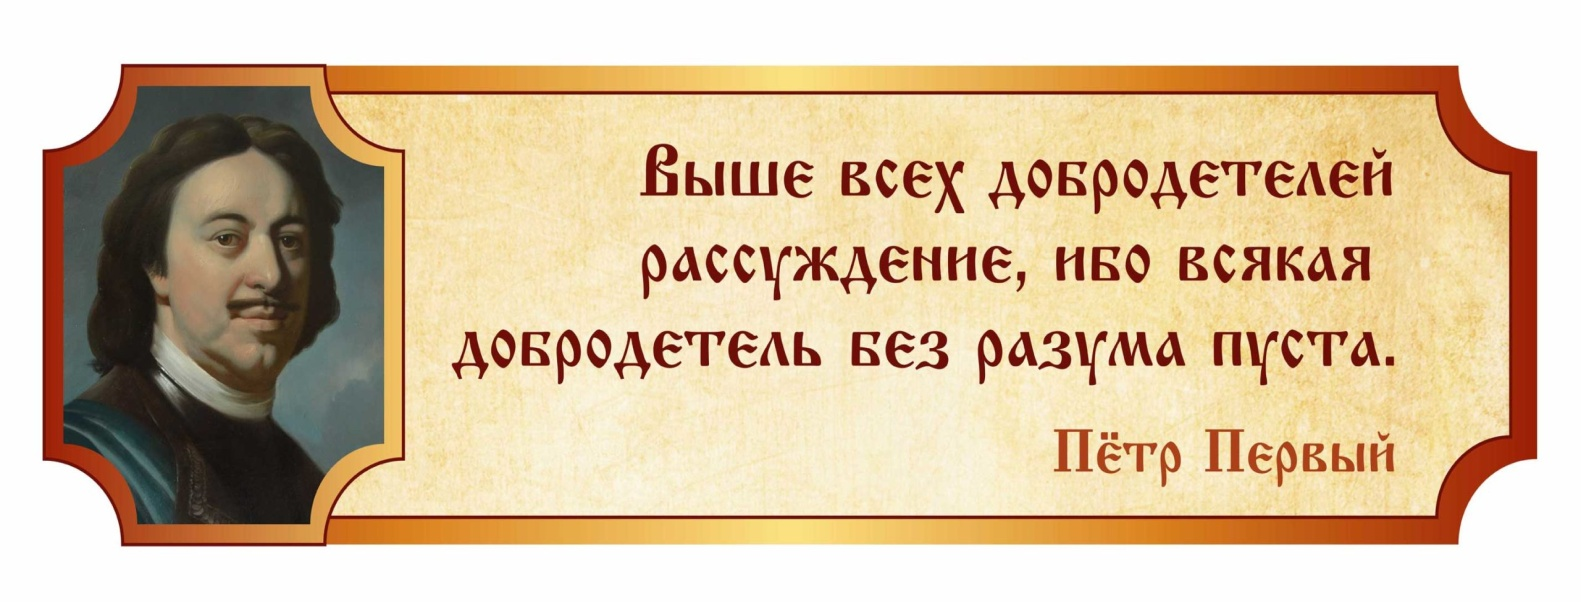 Выше всех добродетелей
рассуждение, ибо всякая
добродетель без разума пуста.
Пётр Первый